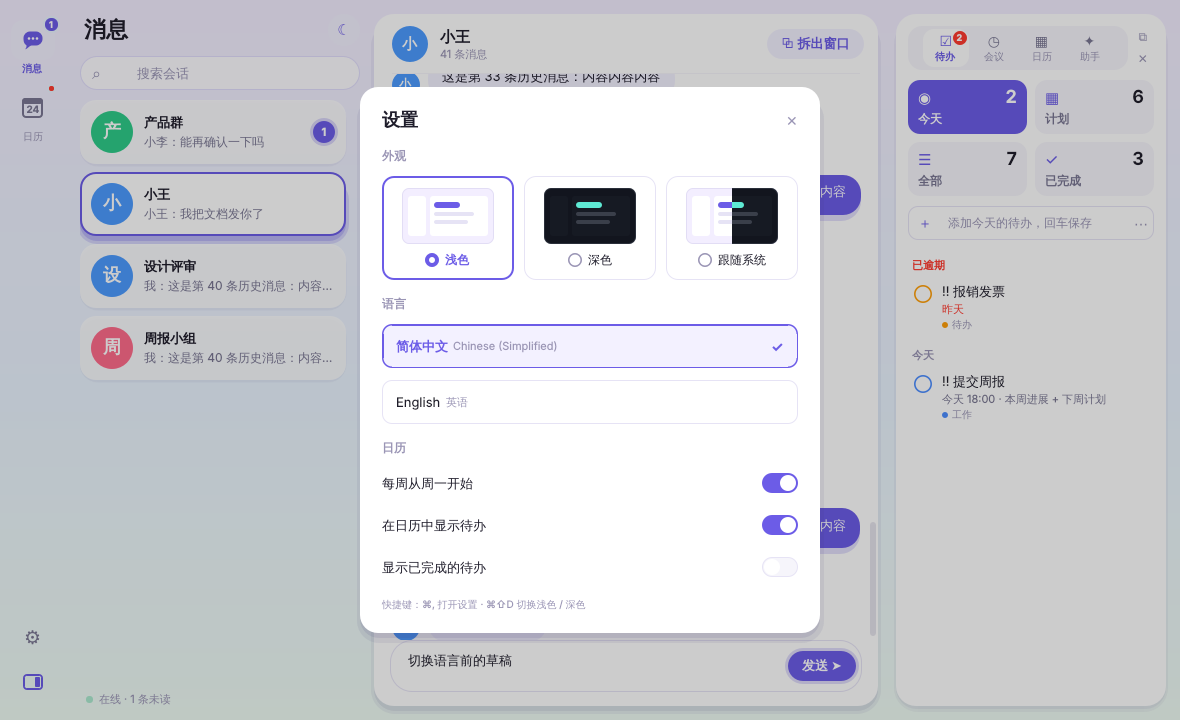 1
消息
24
日历
消息
搜索会话
产
产品群
小李：能再确认一下吗
1
小
小王
小王：我把文档发你了
设
设计评审
我：这是第 40 条历史消息：内容...
周
周报小组
我：这是第 40 条历史消息：内容...
在线 · 1 条未读
小
小王
41 条消息
拆出窗口
小
这是第 33 条历史消息：内容内容内容
内容
内容
设置
外观
浅色
深色
跟随系统
语言
简体中文 Chinese (Simplified)
English 英语
日历
每周从周一开始
在日历中显示待办
显示已完成的待办
快捷键：⌘, 打开设置 · ⌘⇧D 切换浅色 / 深色
切换语言前的草稿
发送
2
待办
会议
日历
助手
2
今天
6
计划
7
全部
3
已完成
添加今天的待办，回车保存
已逾期
!! 报销发票
昨天
待办
今天
!! 提交周报
今天 18:00 · 本周进展 + 下周计划
工作